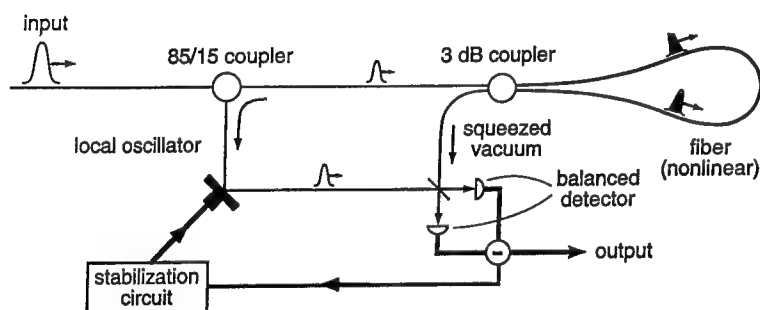 input
85/15 coupler
3 dB coupler
local oscillator
squeezed
vacuum
fiber
(nonlinear)
balanced
detector
-
output
stabilization
circuit